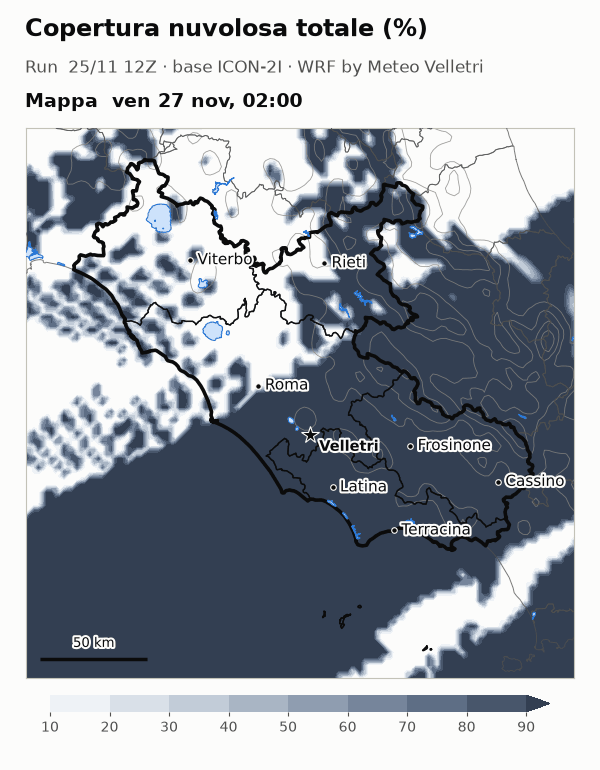 Copertura nuvolosa totale (%)
Run  25/11 12Z · base ICON-2I · WRF by Meteo Velletri
Mappa  ven 27 nov, 02:00
Viterbo
Rieti
Roma
Velletri
Frosinone
Latina
Cassino
Terracina
50 km
10 20 30 40 50 60 70 80 90